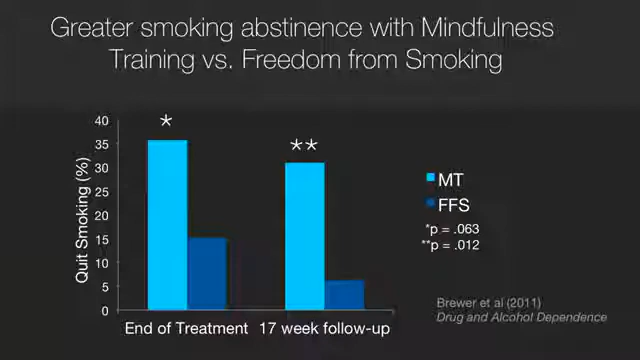 Greater smoking abstinence with Mindfulness
Training vs. Freedom from Smoking
40
35
30
25
20
15
10
5
0
Quit Smoking (%)
*
**
End of Treatment
17 week follow-up
MT
FFS
*p = .063
**p = .012
Brewer et al (2011)
Drug and Alcohol Dependence